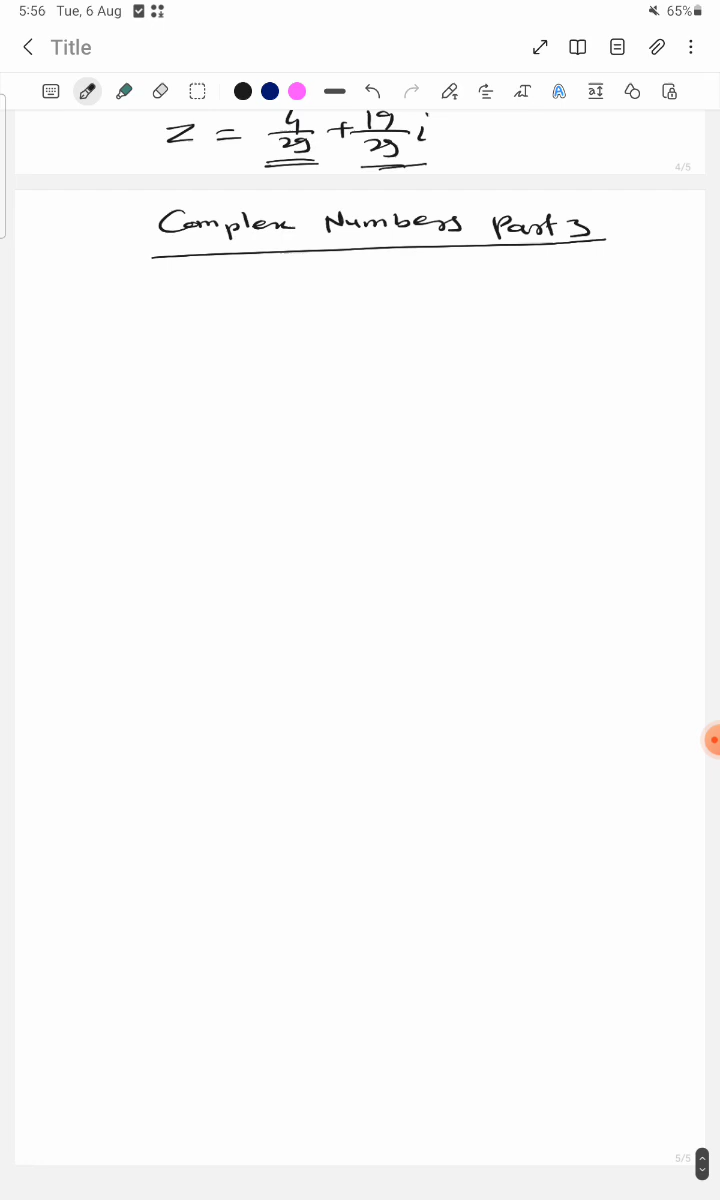 5:56 Tue, 6 Aug 65%
Title
z = 4/29 + 19/29 i
4/5
Complex Numbers Part 3
5/5